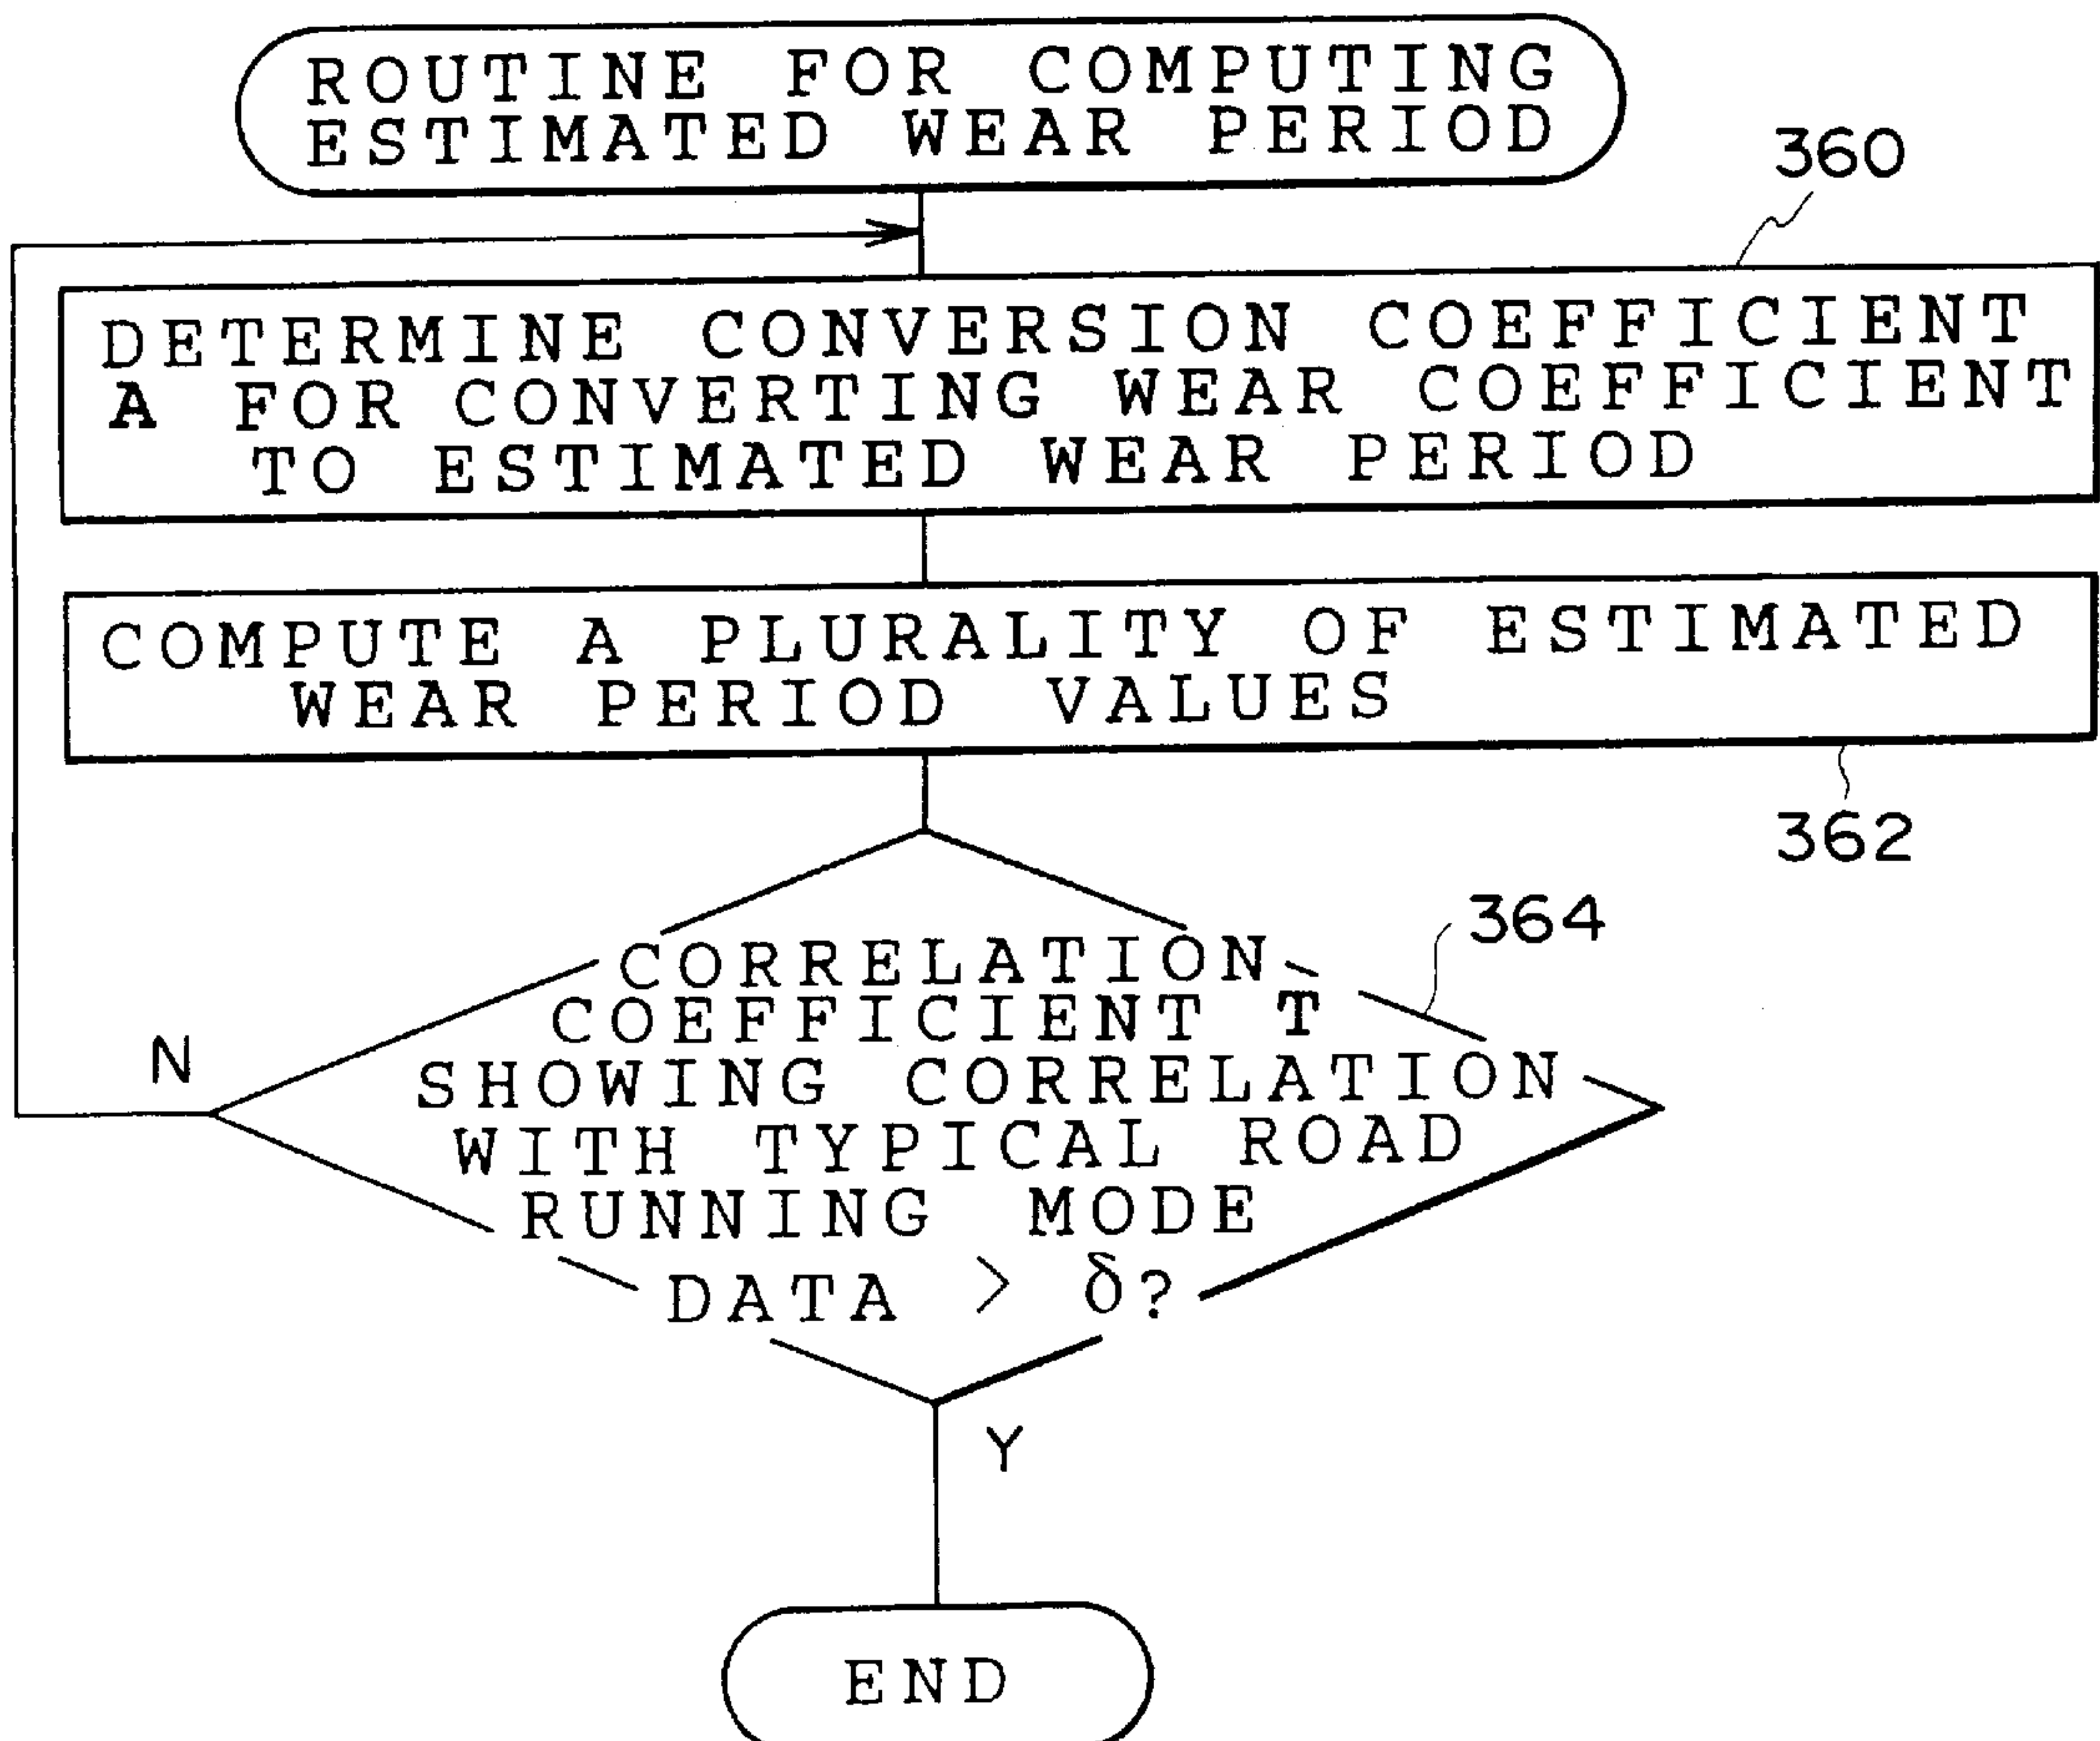 ROUTINE FOR COMPUTING
ESTIMATED WEAR PERIOD
360
DETERMINE CONVERSION COEFFICIENT
A FOR CONVERTING WEAR COEFFICIENT
TO ESTIMATED WEAR PERIOD
COMPUTE A PLURALITY OF ESTIMATED
WEAR PERIOD VALUES
362
364
CORRELATION
COEFFICIENT T
SHOWING CORRELATION
N
WITH TYPICAL ROAD
RUNNING MODE
DATA > δ?
Y
END